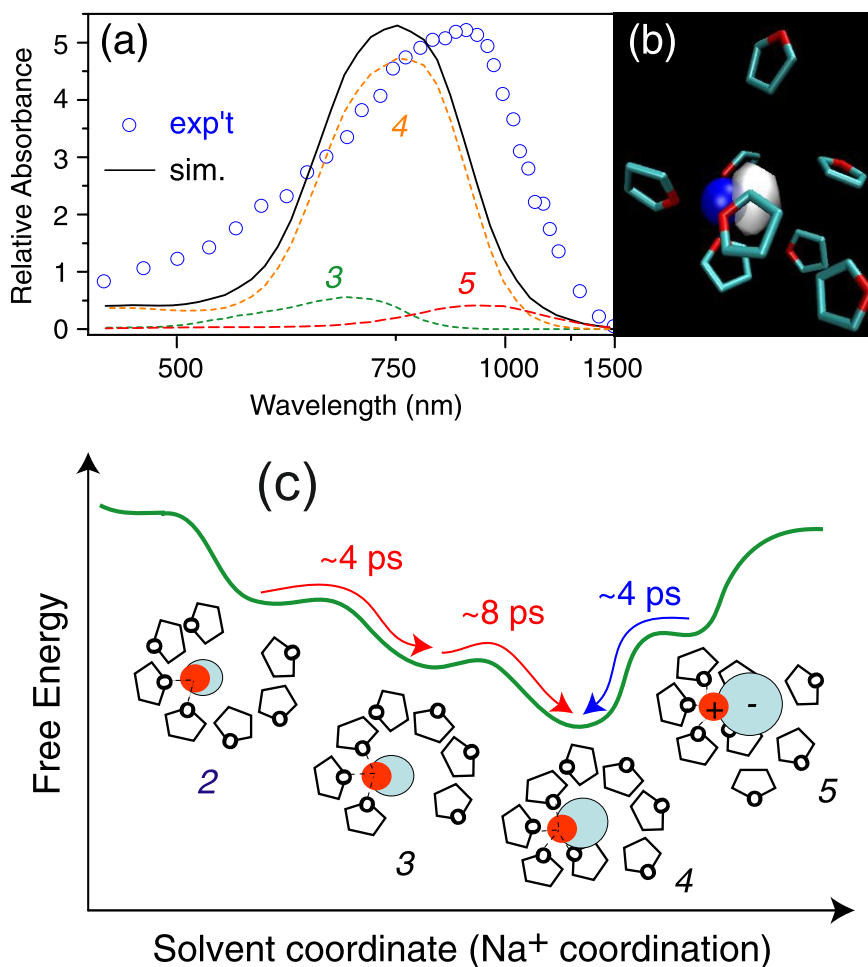 (a)
(b)
Relative Absorbance
5
4
3
2
1
0
exp't
sim.
4
3
5
500
750
1000
1500
Wavelength (nm)
(c)
Free Energy
~4 ps
~8 ps
~4 ps
+
-
2
3
4
5
Solvent coordinate (Na⁺ coordination)